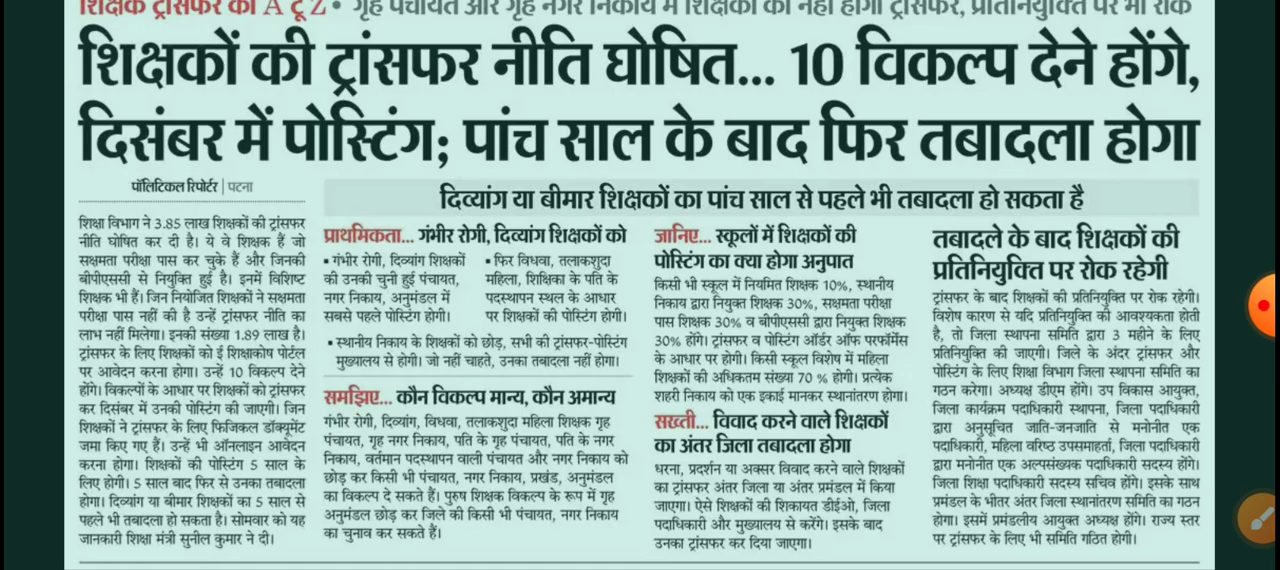 शिक्षक ट्रांसफर का A टू Z • गृह पंचायत और गृह नगर निकाय में शिक्षकों का नहीं होगा ट्रांसफर, प्रतिनियुक्ति पर भी रोक
शिक्षकों की ट्रांसफर नीति घोषित... 10 विकल्प देने होंगे,
दिसंबर में पोस्टिंग; पांच साल के बाद फिर तबादला होगा
पॉलिटिकल रिपोर्टर | पटना
शिक्षा विभाग ने 3.85 लाख शिक्षकों की ट्रांसफर
नीति घोषित कर दी है। ये वे शिक्षक हैं जो
सक्षमता परीक्षा पास कर चुके हैं और जिनकी
बीपीएससी से नियुक्ति हुई है। इनमें विशिष्ट
शिक्षक भी हैं। जिन नियोजित शिक्षकों ने सक्षमता
परीक्षा पास नहीं की है उन्हें ट्रांसफर नीति का
लाभ नहीं मिलेगा। इनकी संख्या 1.89 लाख है।
ट्रांसफर के लिए शिक्षकों को ई शिक्षाकोष पोर्टल
पर आवेदन करना होगा। उन्हें 10 विकल्प देने
होंगे। विकल्पों के आधार पर शिक्षकों को ट्रांसफर
कर दिसंबर में उनकी पोस्टिंग की जाएगी। जिन
शिक्षकों ने ट्रांसफर के लिए फिजिकल डॉक्यूमेंट
जमा किए गए हैं। उन्हें भी ऑनलाइन आवेदन
करना होगा। शिक्षकों की पोस्टिंग 5 साल के
लिए होगी। 5 साल बाद फिर से उनका तबादला
होगा। दिव्यांग या बीमार शिक्षकों का 5 साल से
पहले भी तबादला हो सकता है। सोमवार को यह
जानकारी शिक्षा मंत्री सुनील कुमार ने दी।
दिव्यांग या बीमार शिक्षकों का पांच साल से पहले भी तबादला हो सकता है
प्राथमिकता... गंभीर रोगी, दिव्यांग शिक्षकों को
▪ गंभीर रोगी, दिव्यांग शिक्षकों
की उनकी चुनी हुई पंचायत,
नगर निकाय, अनुमंडल में
सबसे पहले पोस्टिंग होगी।
▪ फिर विधवा, तलाकशुदा
महिला, शिक्षिका के पति के
पदस्थापन स्थल के आधार
पर शिक्षकों की पोस्टिंग होगी।
▪ स्थानीय निकाय के शिक्षकों को छोड़, सभी की ट्रांसफर-पोस्टिंग
मुख्यालय से होगी। जो नहीं चाहते, उनका तबादला नहीं होगा।
समझिए... कौन विकल्प मान्य, कौन अमान्य
गंभीर रोगी, दिव्यांग, विधवा, तलाकशुदा महिला शिक्षक गृह
पंचायत, गृह नगर निकाय, पति के गृह पंचायत, पति के नगर
निकाय, वर्तमान पदस्थापन वाली पंचायत और नगर निकाय को
छोड़ कर किसी भी पंचायत, नगर निकाय, प्रखंड, अनुमंडल
का विकल्प दे सकते हैं। पुरुष शिक्षक विकल्प के रूप में गृह
अनुमंडल छोड़ कर जिले की किसी भी पंचायत, नगर निकाय
का चुनाव कर सकते हैं।
जानिए... स्कूलों में शिक्षकों की
पोस्टिंग का क्या होगा अनुपात
किसी भी स्कूल में नियमित शिक्षक 10%, स्थानीय
निकाय द्वारा नियुक्त शिक्षक 30%, सक्षमता परीक्षा
पास शिक्षक 30% व बीपीएससी द्वारा नियुक्त शिक्षक
30% होंगे। ट्रांसफर व पोस्टिंग ऑर्डर ऑफ परफॉर्मेंस
के आधार पर होगी। किसी स्कूल विशेष में महिला
शिक्षकों की अधिकतम संख्या 70 % होगी। प्रत्येक
शहरी निकाय को एक इकाई मानकर स्थानांतरण होगा।
सख्ती... विवाद करने वाले शिक्षकों
का अंतर जिला तबादला होगा
धरना, प्रदर्शन या अक्सर विवाद करने वाले शिक्षकों
का ट्रांसफर अंतर जिला या अंतर प्रमंडल में किया
जाएगा। ऐसे शिक्षकों की शिकायत डीईओ, जिला
पदाधिकारी और मुख्यालय से करेंगे। इसके बाद
उनका ट्रांसफर कर दिया जाएगा।
तबादले के बाद शिक्षकों की
प्रतिनियुक्ति पर रोक रहेगी
ट्रांसफर के बाद शिक्षकों की प्रतिनियुक्ति पर रोक रहेगी।
विशेष कारण से यदि प्रतिनियुक्ति की आवश्यकता होती
है, तो जिला स्थापना समिति द्वारा 3 महीने के लिए
प्रतिनियुक्ति की जाएगी। जिले के अंदर ट्रांसफर और
पोस्टिंग के लिए शिक्षा विभाग जिला स्थापना समिति का
गठन करेगा। अध्यक्ष डीएम होंगे। उप विकास आयुक्त,
जिला कार्यक्रम पदाधिकारी स्थापना, जिला पदाधिकारी
द्वारा अनुसूचित जाति-जनजाति से मनोनीत एक
पदाधिकारी, महिला वरिष्ठ उपसमाहर्ता, जिला पदाधिकारी
द्वारा मनोनीत एक अल्पसंख्यक पदाधिकारी सदस्य होंगे।
जिला शिक्षा पदाधिकारी सदस्य सचिव होंगे। इसके साथ
प्रमंडल के भीतर अंतर जिला स्थानांतरण समिति का गठन
होगा। इसमें प्रमंडलीय आयुक्त अध्यक्ष होंगे। राज्य स्तर
पर ट्रांसफर के लिए भी समिति गठित होगी।